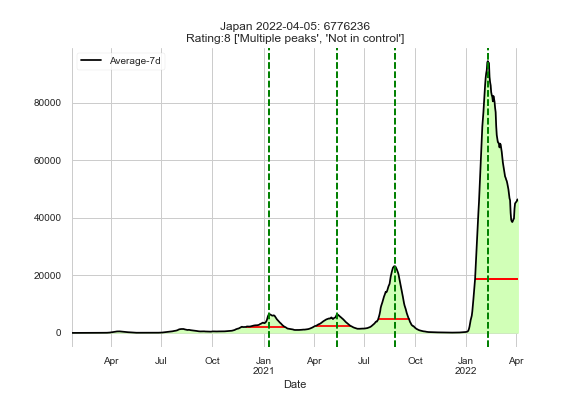 Japan 2022-04-05: 6776236
Rating:8 ['Multiple peaks', 'Not in control']
Average-7d
80000
60000
40000
20000
0
Apr Jul Oct Jan Apr Jul Oct Jan Apr
2021 2022
Date